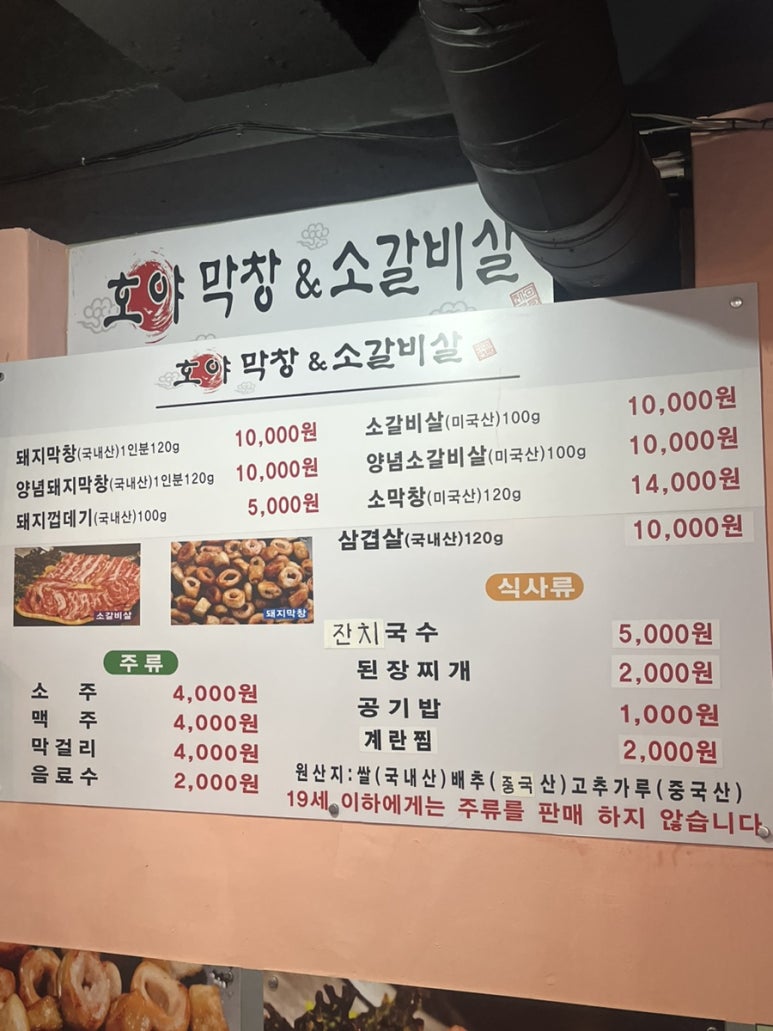 호야 막창 & 소갈비살
호야 막창 & 소갈비살
돼지막창(국내산)1인분120g 10,000원
양념돼지막창(국내산)1인분120g 10,000원
돼지껍데기(국내산)100g 5,000원
소갈비살(미국산)100g 10,000원
양념소갈비살(미국산)100g 10,000원
소막창(미국산)120g 14,000원
삼겹살(국내산)120g 10,000원
소갈비살
돼지막창
주류
소주 4,000원
맥주 4,000원
막걸리 4,000원
음료수 2,000원
식사류
잔치국수 5,000원
된장찌개 2,000원
공기밥 1,000원
계란찜 2,000원
원산지:쌀(국내산)배추(중국산)고추가루(중국산)
19세 이하에게는 주류를 판매 하지 않습니다